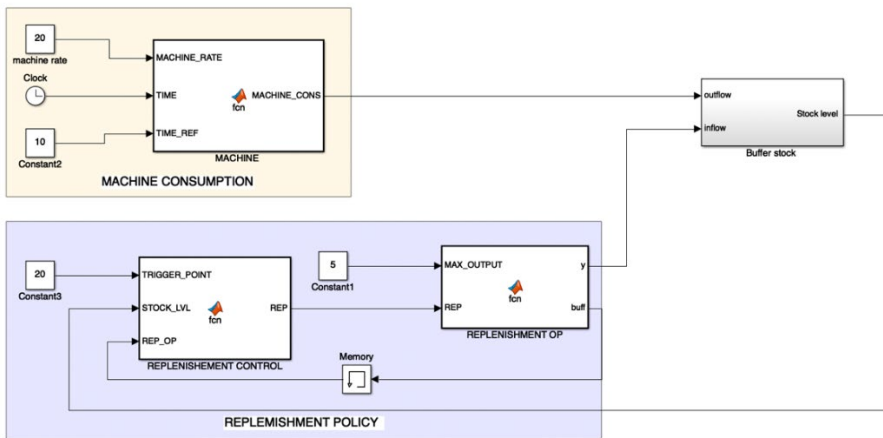 20
machine rate
Clock
10
Constant2
MACHINE_RATE
TIME
TIME_REF
fcn
MACHINE_CONS
MACHINE
MACHINE CONSUMPTION
outflow
inflow
Stock level
Buffer stock
20
Constant3
TRIGGER_POINT
STOCK_LVL
REP_OP
fcn
REP
REPLENISHEMENT CONTROL
5
Constant1
MAX_OUTPUT
REP
fcn
y
buff
REPLENISHMENT OP
Memory
REPLEMISHMENT POLICY